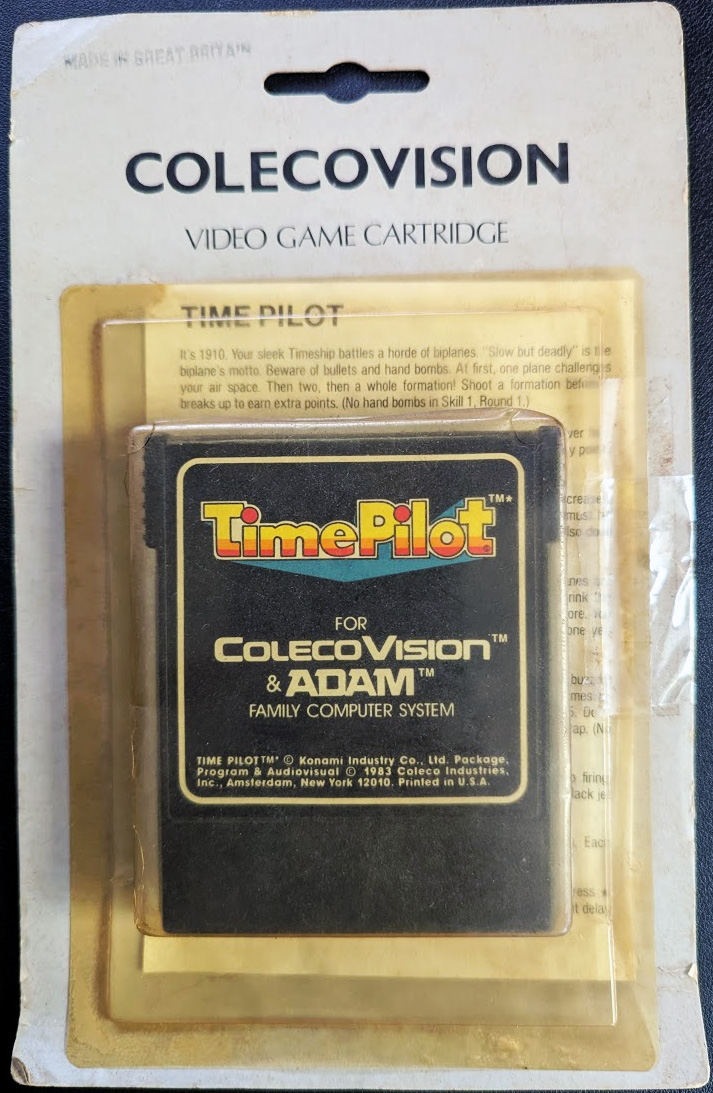 MADE IN GREAT BRITAIN
COLECOVISION
VIDEO GAME CARTRIDGE
TIME PILOT
It's 1910. Your sleek Timeship battles a horde of biplanes. "Slow but deadly" is the
biplane's motto. Beware of bullets and hand bombs. At first, one plane challenges
your air space. Then two, then a whole formation! Shoot a formation before
breaks up to earn extra points. (No hand bombs in Skill 1, Round 1.)
TimePilot™*
FOR
COLECOVISION™
& ADAM™
FAMILY COMPUTER SYSTEM
TIME PILOT™* © Konami Industry Co., Ltd. Package,
Program & Audiovisual © 1983 Coleco Industries,
Inc., Amsterdam, New York 12010. Printed in U.S.A.
firing
Each
delay